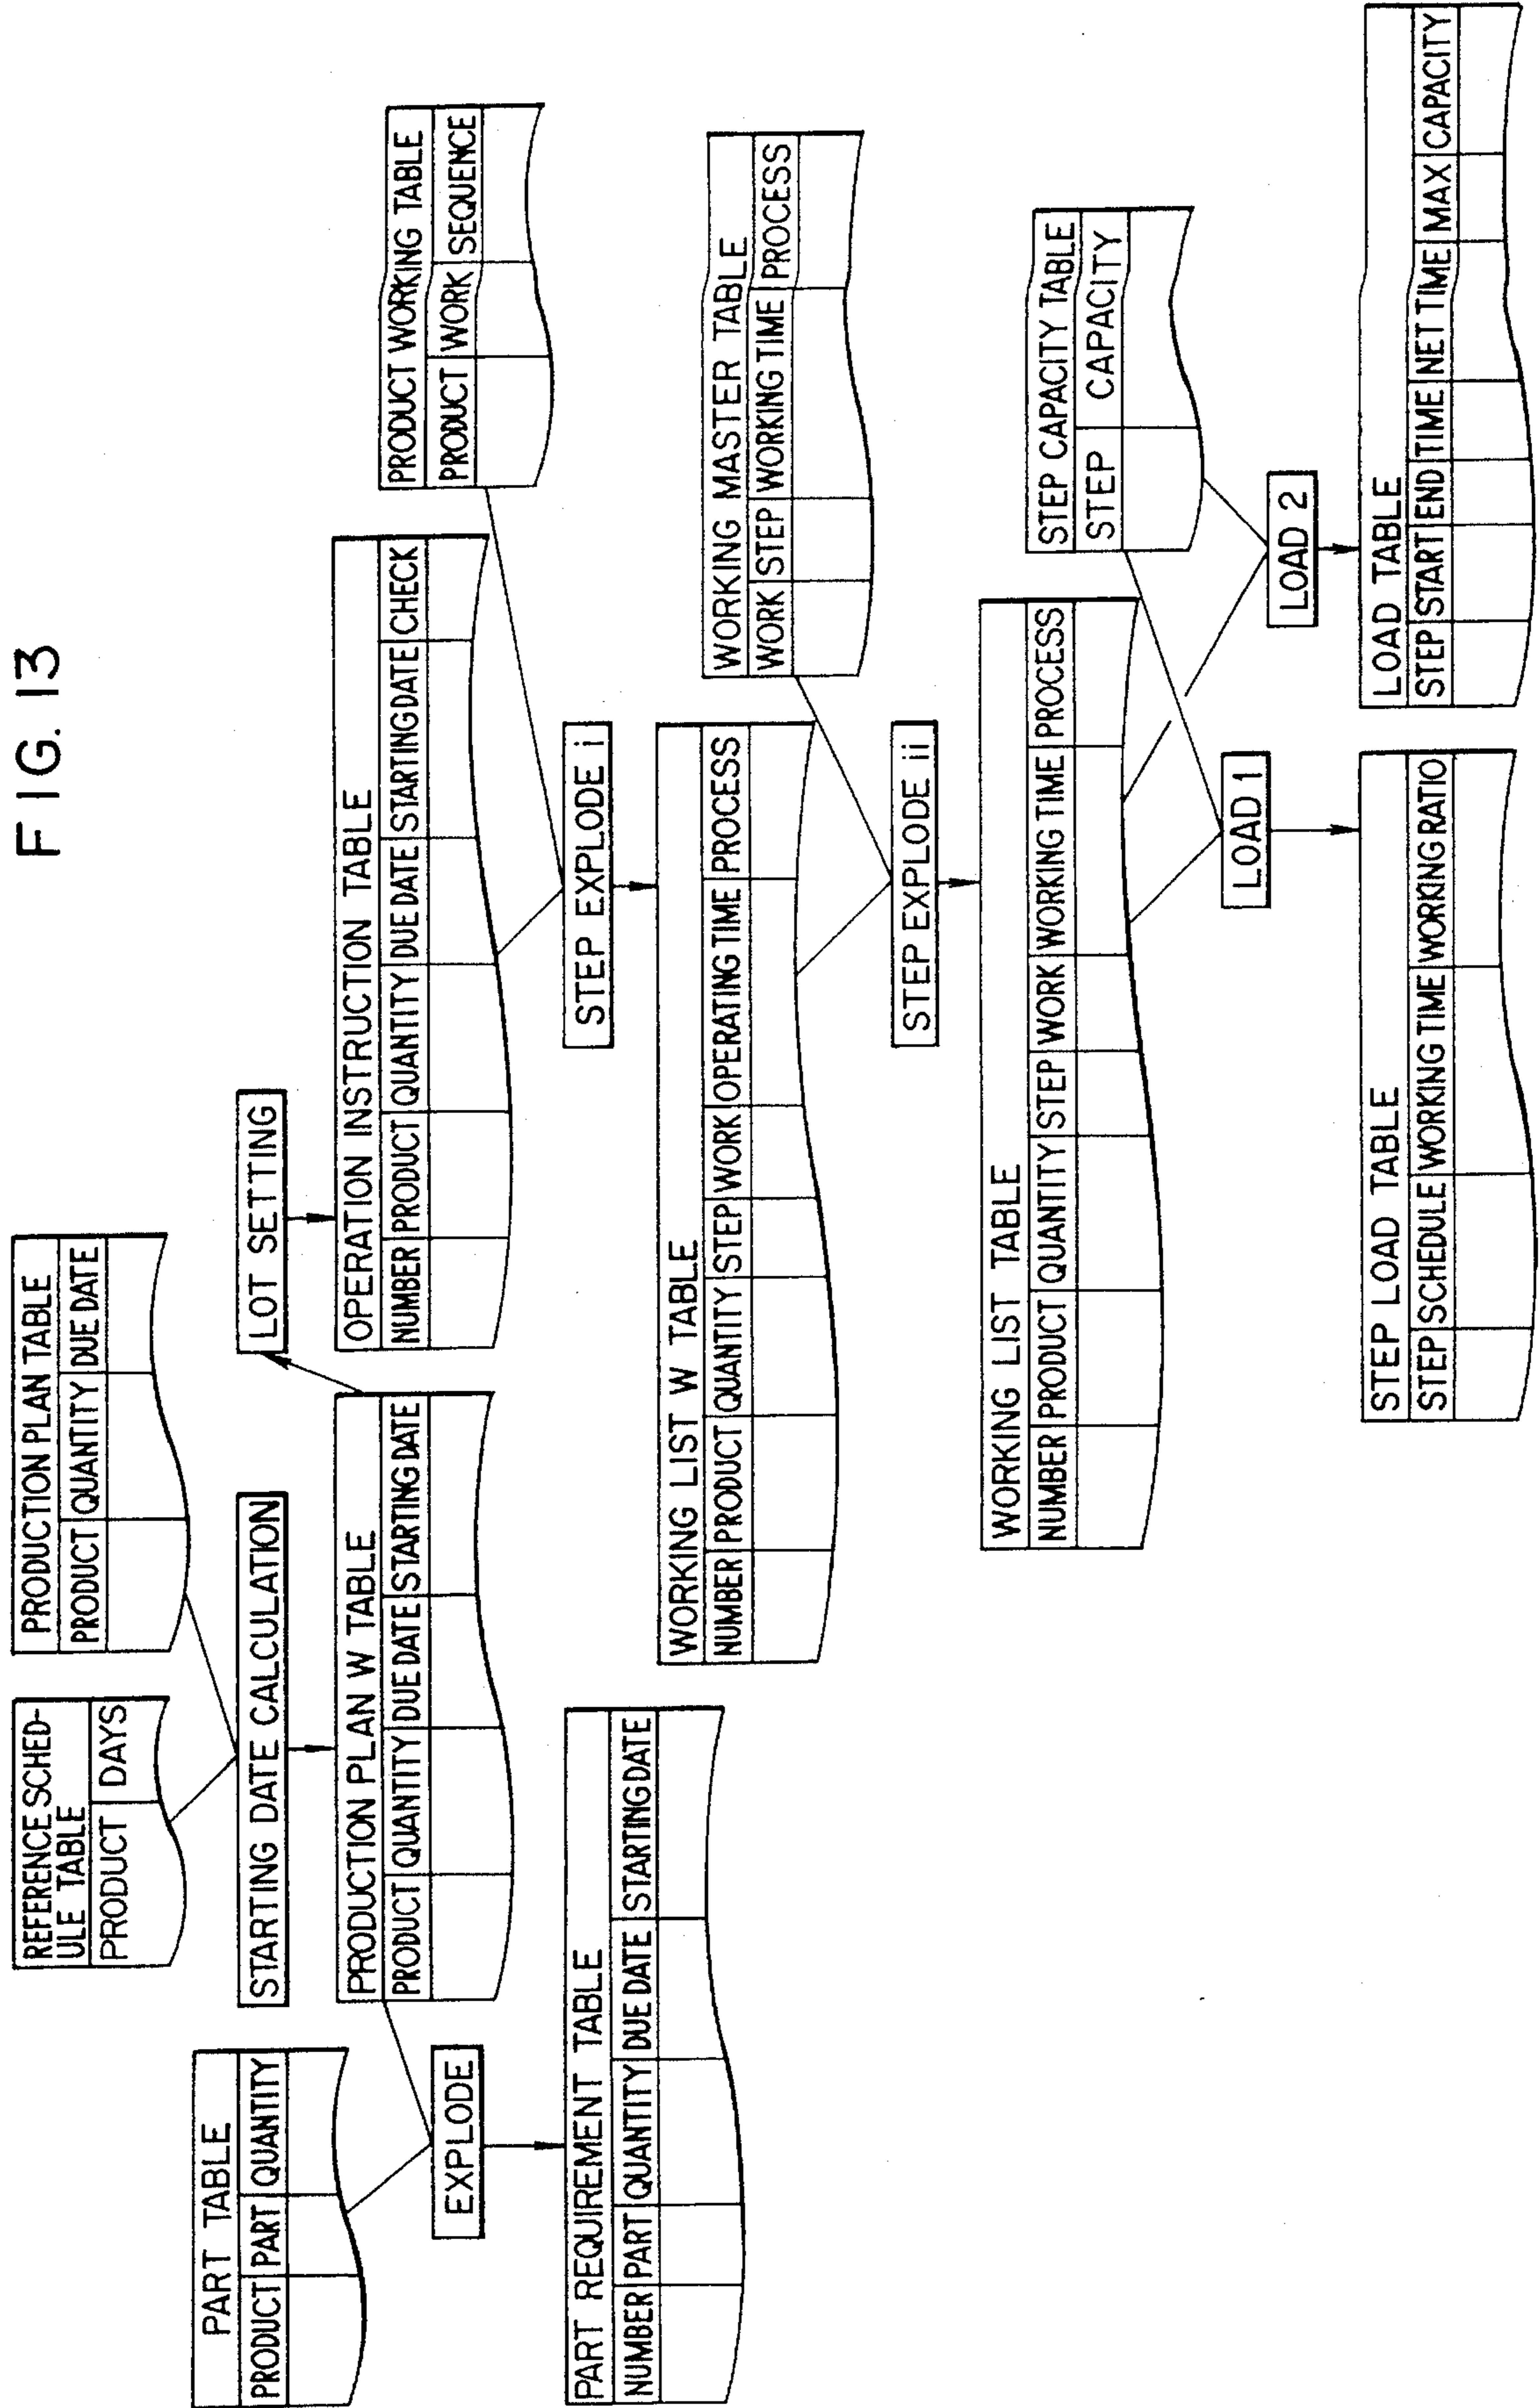 FIG. 13
REFERENCE SCHED-
ULE TABLE
PRODUCT DAYS
PRODUCTION PLAN TABLE
PRODUCT QUANTITY DUE DATE
PART TABLE
PRODUCT PART QUANTITY
STARTING DATE CALCULATION
LOT SETTING
PRODUCTION PLAN W TABLE
PRODUCT QUANTITY DUE DATE STARTING DATE
OPERATION INSTRUCTION TABLE
NUMBER PRODUCT QUANTITY DUE DATE STARTING DATE CHECK
PRODUCT WORKING TABLE
PRODUCT WORK SEQUENCE
EXPLODE
STEP EXPLODE i
PART REQUIREMENT TABLE
NUMBER PART QUANTITY DUE DATE STARTING DATE
WORKING LIST W TABLE
NUMBER PRODUCT QUANTITY STEP WORK OPERATING TIME PROCESS
WORKING MASTER TABLE
WORK STEP WORKING TIME PROCESS
STEP EXPLODE ii
WORKING LIST TABLE
NUMBER PRODUCT QUANTITY STEP WORK WORKING TIME PROCESS
STEP CAPACITY TABLE
STEP CAPACITY
LOAD 1
LOAD 2
STEP LOAD TABLE
STEP SCHEDULE WORKING TIME WORKING RATIO
LOAD TABLE
STEP START END TIME NET TIME MAX CAPACITY